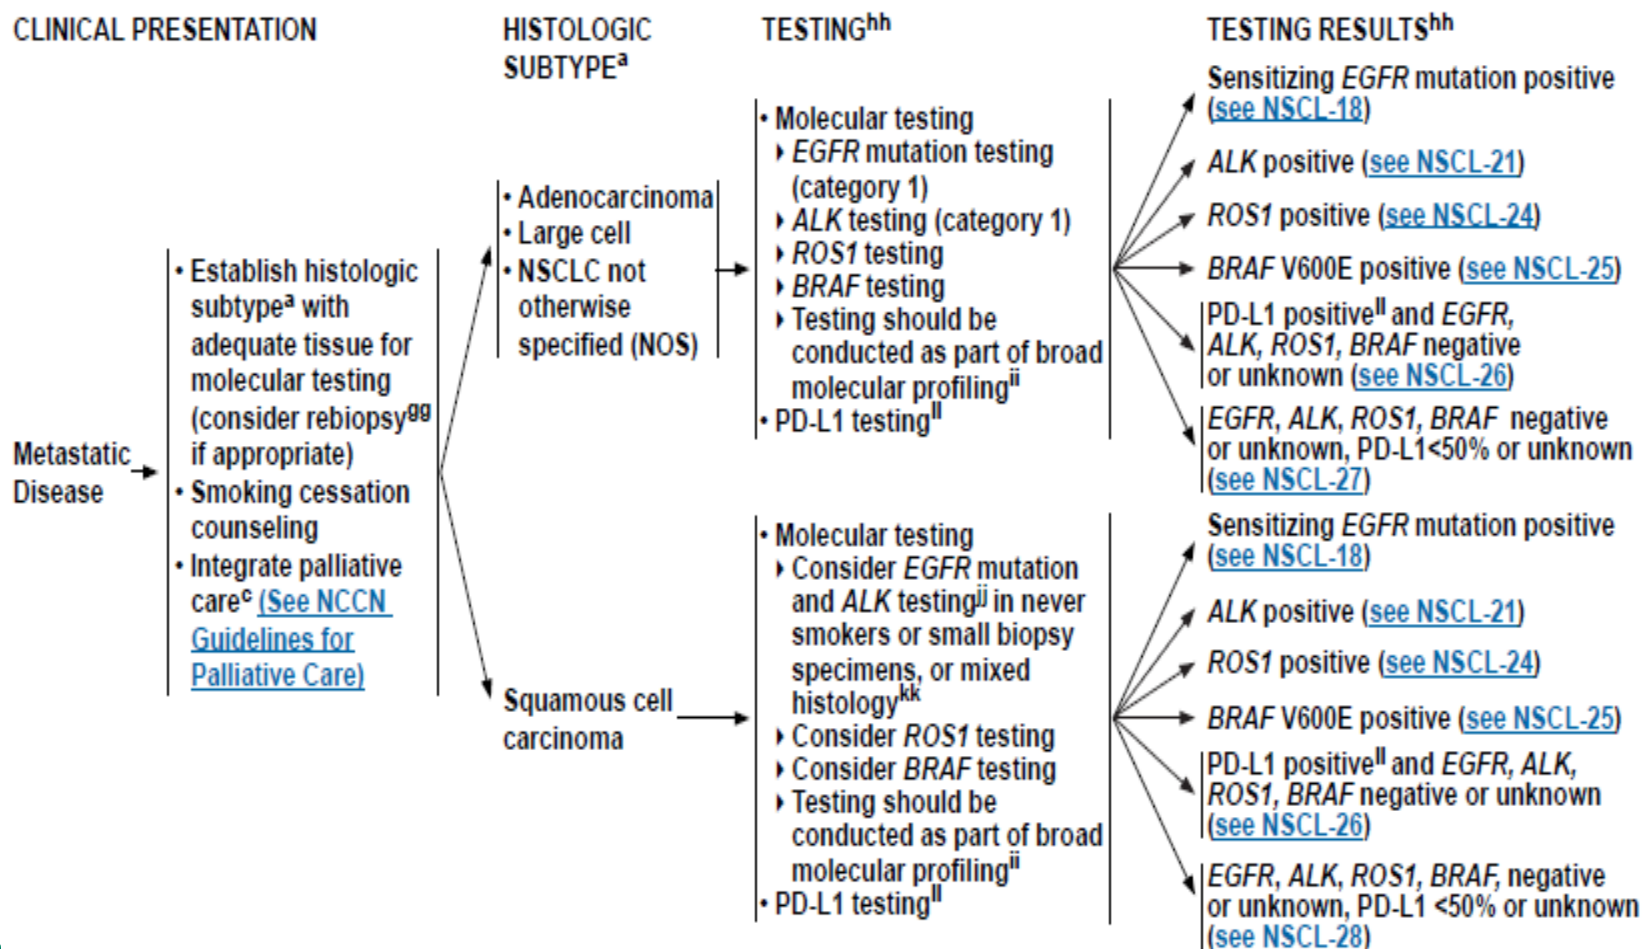 CLINICAL PRESENTATION
Metastatic
Disease
• Establish histologic
subtypeᵃ with
adequate tissue for
molecular testing
(consider rebiopsyᵍᵍ
if appropriate)
• Smoking cessation
counseling
• Integrate palliative
careᶜ (See NCCN
Guidelines for
Palliative Care)
HISTOLOGIC
SUBTYPEᵃ
• Adenocarcinoma
• Large cell
• NSCLC not
otherwise
specified (NOS)
Squamous cell
carcinoma
TESTINGʰʰ
• Molecular testing
EGFR mutation testing
(category 1)
ALK testing (category 1)
ROS1 testing
BRAF testing
Testing should be
conducted as part of broad
molecular profilingⁱⁱ
• PD-L1 testingˡˡ
• Molecular testing
Consider EGFR mutation
and ALK testingʲʲ in never
smokers or small biopsy
specimens, or mixed
histologyᵏᵏ
Consider ROS1 testing
Consider BRAF testing
Testing should be
conducted as part of broad
molecular profilingⁱⁱ
• PD-L1 testingˡˡ
TESTING RESULTSʰʰ
Sensitizing EGFR mutation positive
(see NSCL-18)
ALK positive (see NSCL-21)
ROS1 positive (see NSCL-24)
BRAF V600E positive (see NSCL-25)
PD-L1 positiveˡˡ and EGFR,
ALK, ROS1, BRAF negative
or unknown (see NSCL-26)
EGFR, ALK, ROS1, BRAF negative
or unknown, PD-L1<50% or unknown
(see NSCL-27)
Sensitizing EGFR mutation positive
(see NSCL-18)
ALK positive (see NSCL-21)
ROS1 positive (see NSCL-24)
BRAF V600E positive (see NSCL-25)
PD-L1 positiveˡˡ and EGFR, ALK,
ROS1, BRAF negative or unknown
(see NSCL-26)
EGFR, ALK, ROS1, BRAF, negative
or unknown, PD-L1 <50% or unknown
(see NSCL-28)